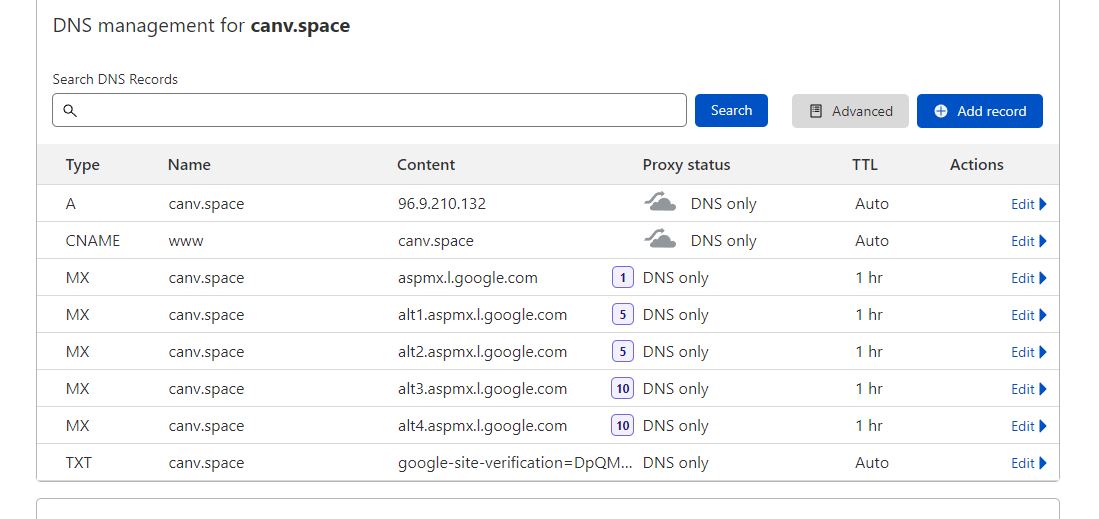 DNS management for canv.space
Search DNS Records
Search Advanced Add record
Type Name Content Proxy status TTL Actions
A canv.space 96.9.210.132 DNS only Auto Edit
CNAME www canv.space DNS only Auto Edit
MX canv.space aspmx.l.google.com 1 DNS only 1 hr Edit
MX canv.space alt1.aspmx.l.google.com 5 DNS only 1 hr Edit
MX canv.space alt2.aspmx.l.google.com 5 DNS only 1 hr Edit
MX canv.space alt3.aspmx.l.google.com 10 DNS only 1 hr Edit
MX canv.space alt4.aspmx.l.google.com 10 DNS only 1 hr Edit
TXT canv.space google-site-verification=DpQM... DNS only Auto Edit